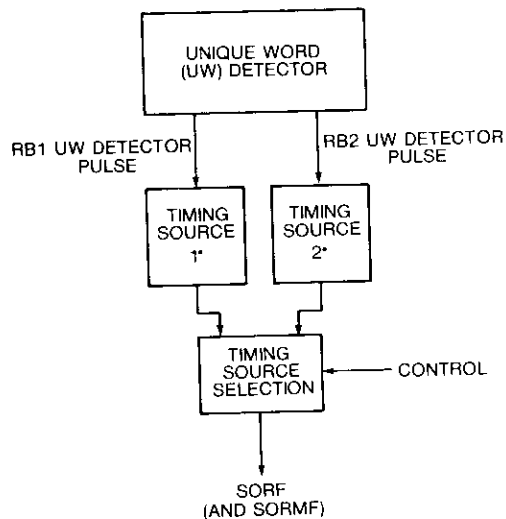 UNIQUE WORD
(UW) DETECTOR
RB1 UW DETECTOR
PULSE
RB2 UW DETECTOR
PULSE
TIMING
SOURCE
1*
TIMING
SOURCE
2*
TIMING
SOURCE
SELECTION
CONTROL
SORF
(AND SORMF)